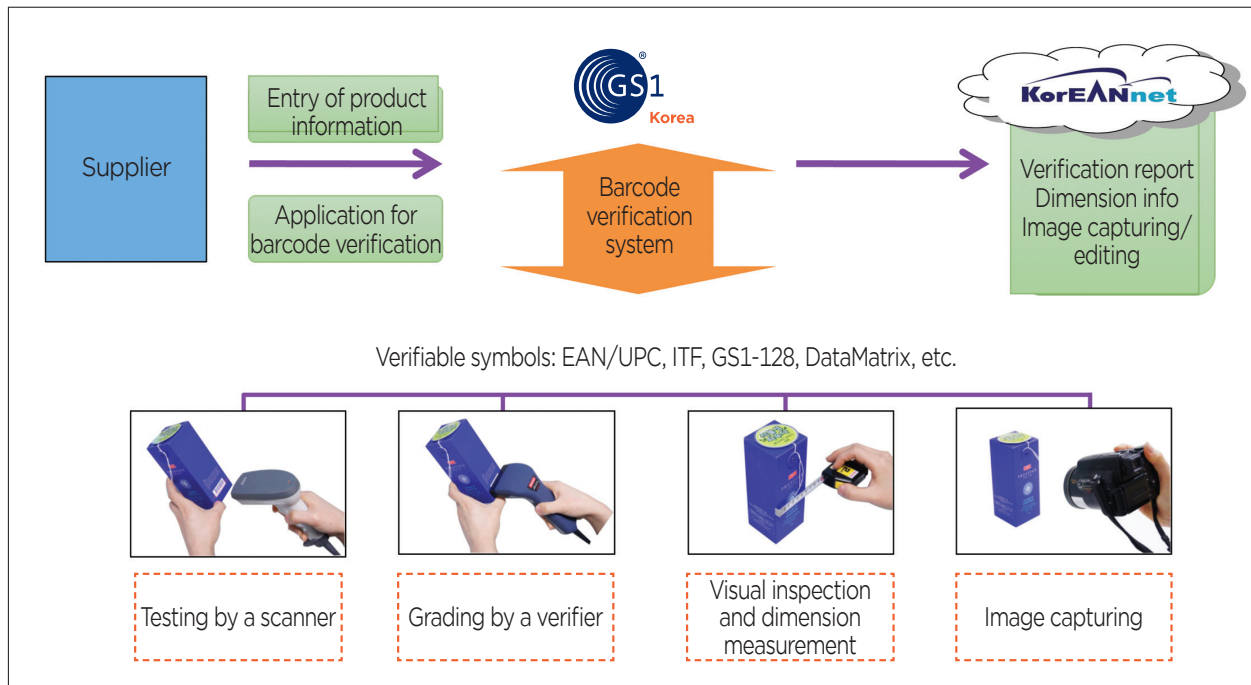 Supplier
Entry of product
information
Application for
barcode verification
GS1
®
Korea
Barcode
verification
system
KorEANnet
Verification report
Dimension info
Image capturing/
editing
Verifiable symbols: EAN/UPC, ITF, GS1-128, DataMatrix, etc.
Testing by a scanner
Grading by a verifier
Visual inspection
and dimension
measurement
Image capturing